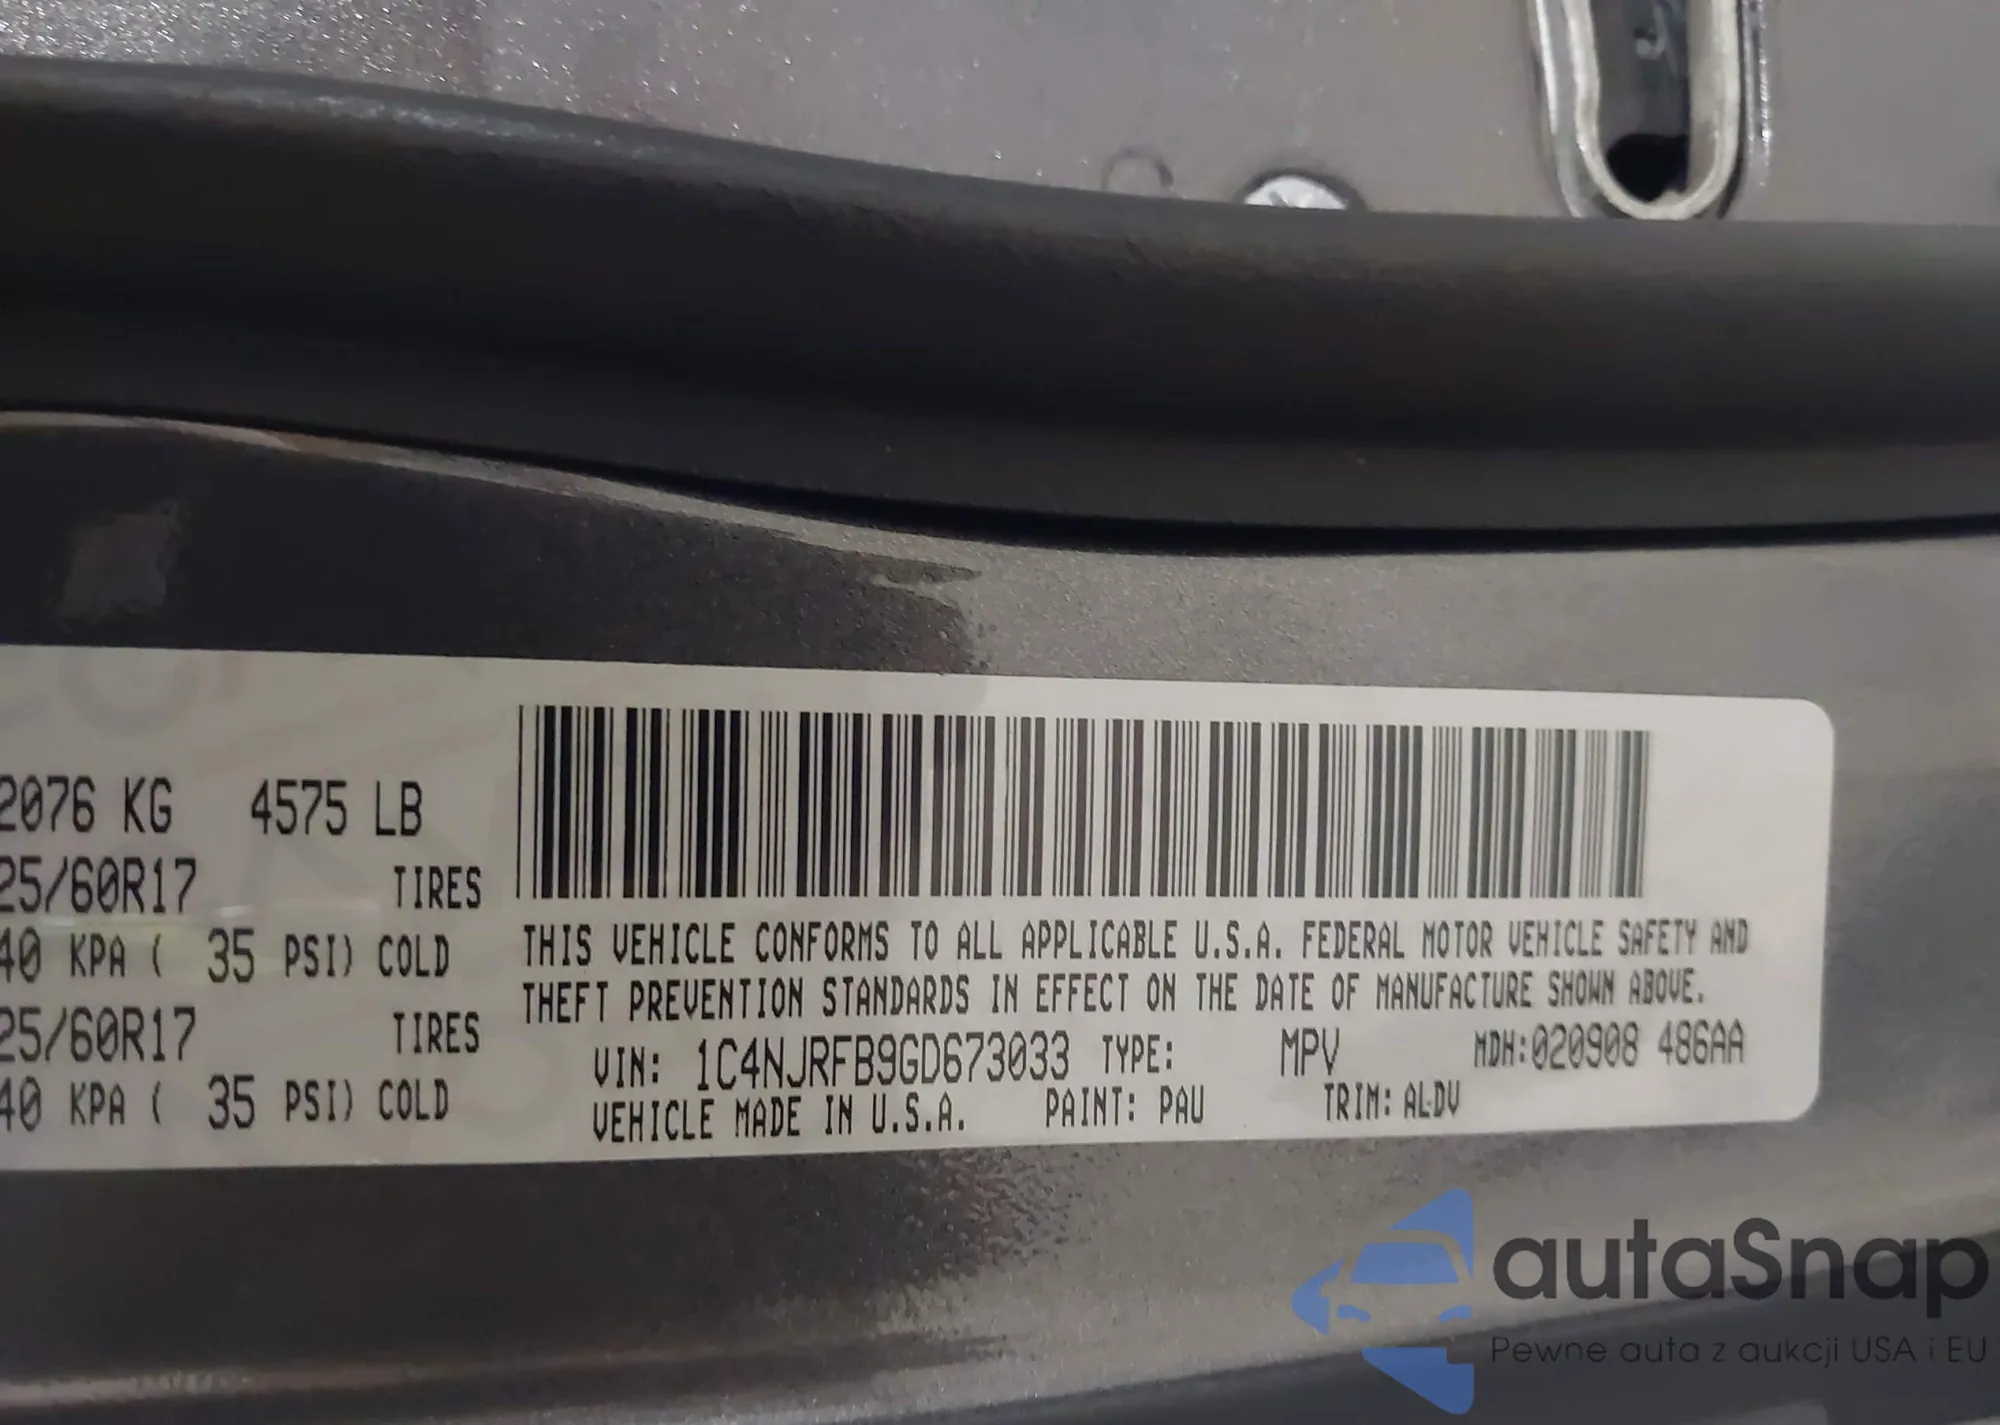 2076 KG 4575 LB
25/60R17 TIRES
40 KPA ( 35 PSI) COLD
25/60R17 TIRES
40 KPA ( 35 PSI) COLD
THIS VEHICLE CONFORMS TO ALL APPLICABLE U.S.A. FEDERAL MOTOR VEHICLE SAFETY AND
THEFT PREVENTION STANDARDS IN EFFECT ON THE DATE OF MANUFACTURE SHOWN ABOVE.
VIN: 1C4NJRFB9GD673033 TYPE: MPV MDH:020908 486AA
VEHICLE MADE IN U.S.A. PAINT: PAU TRIM: ALDV
autaSnap
Pewne auta z aukcji USA i EU